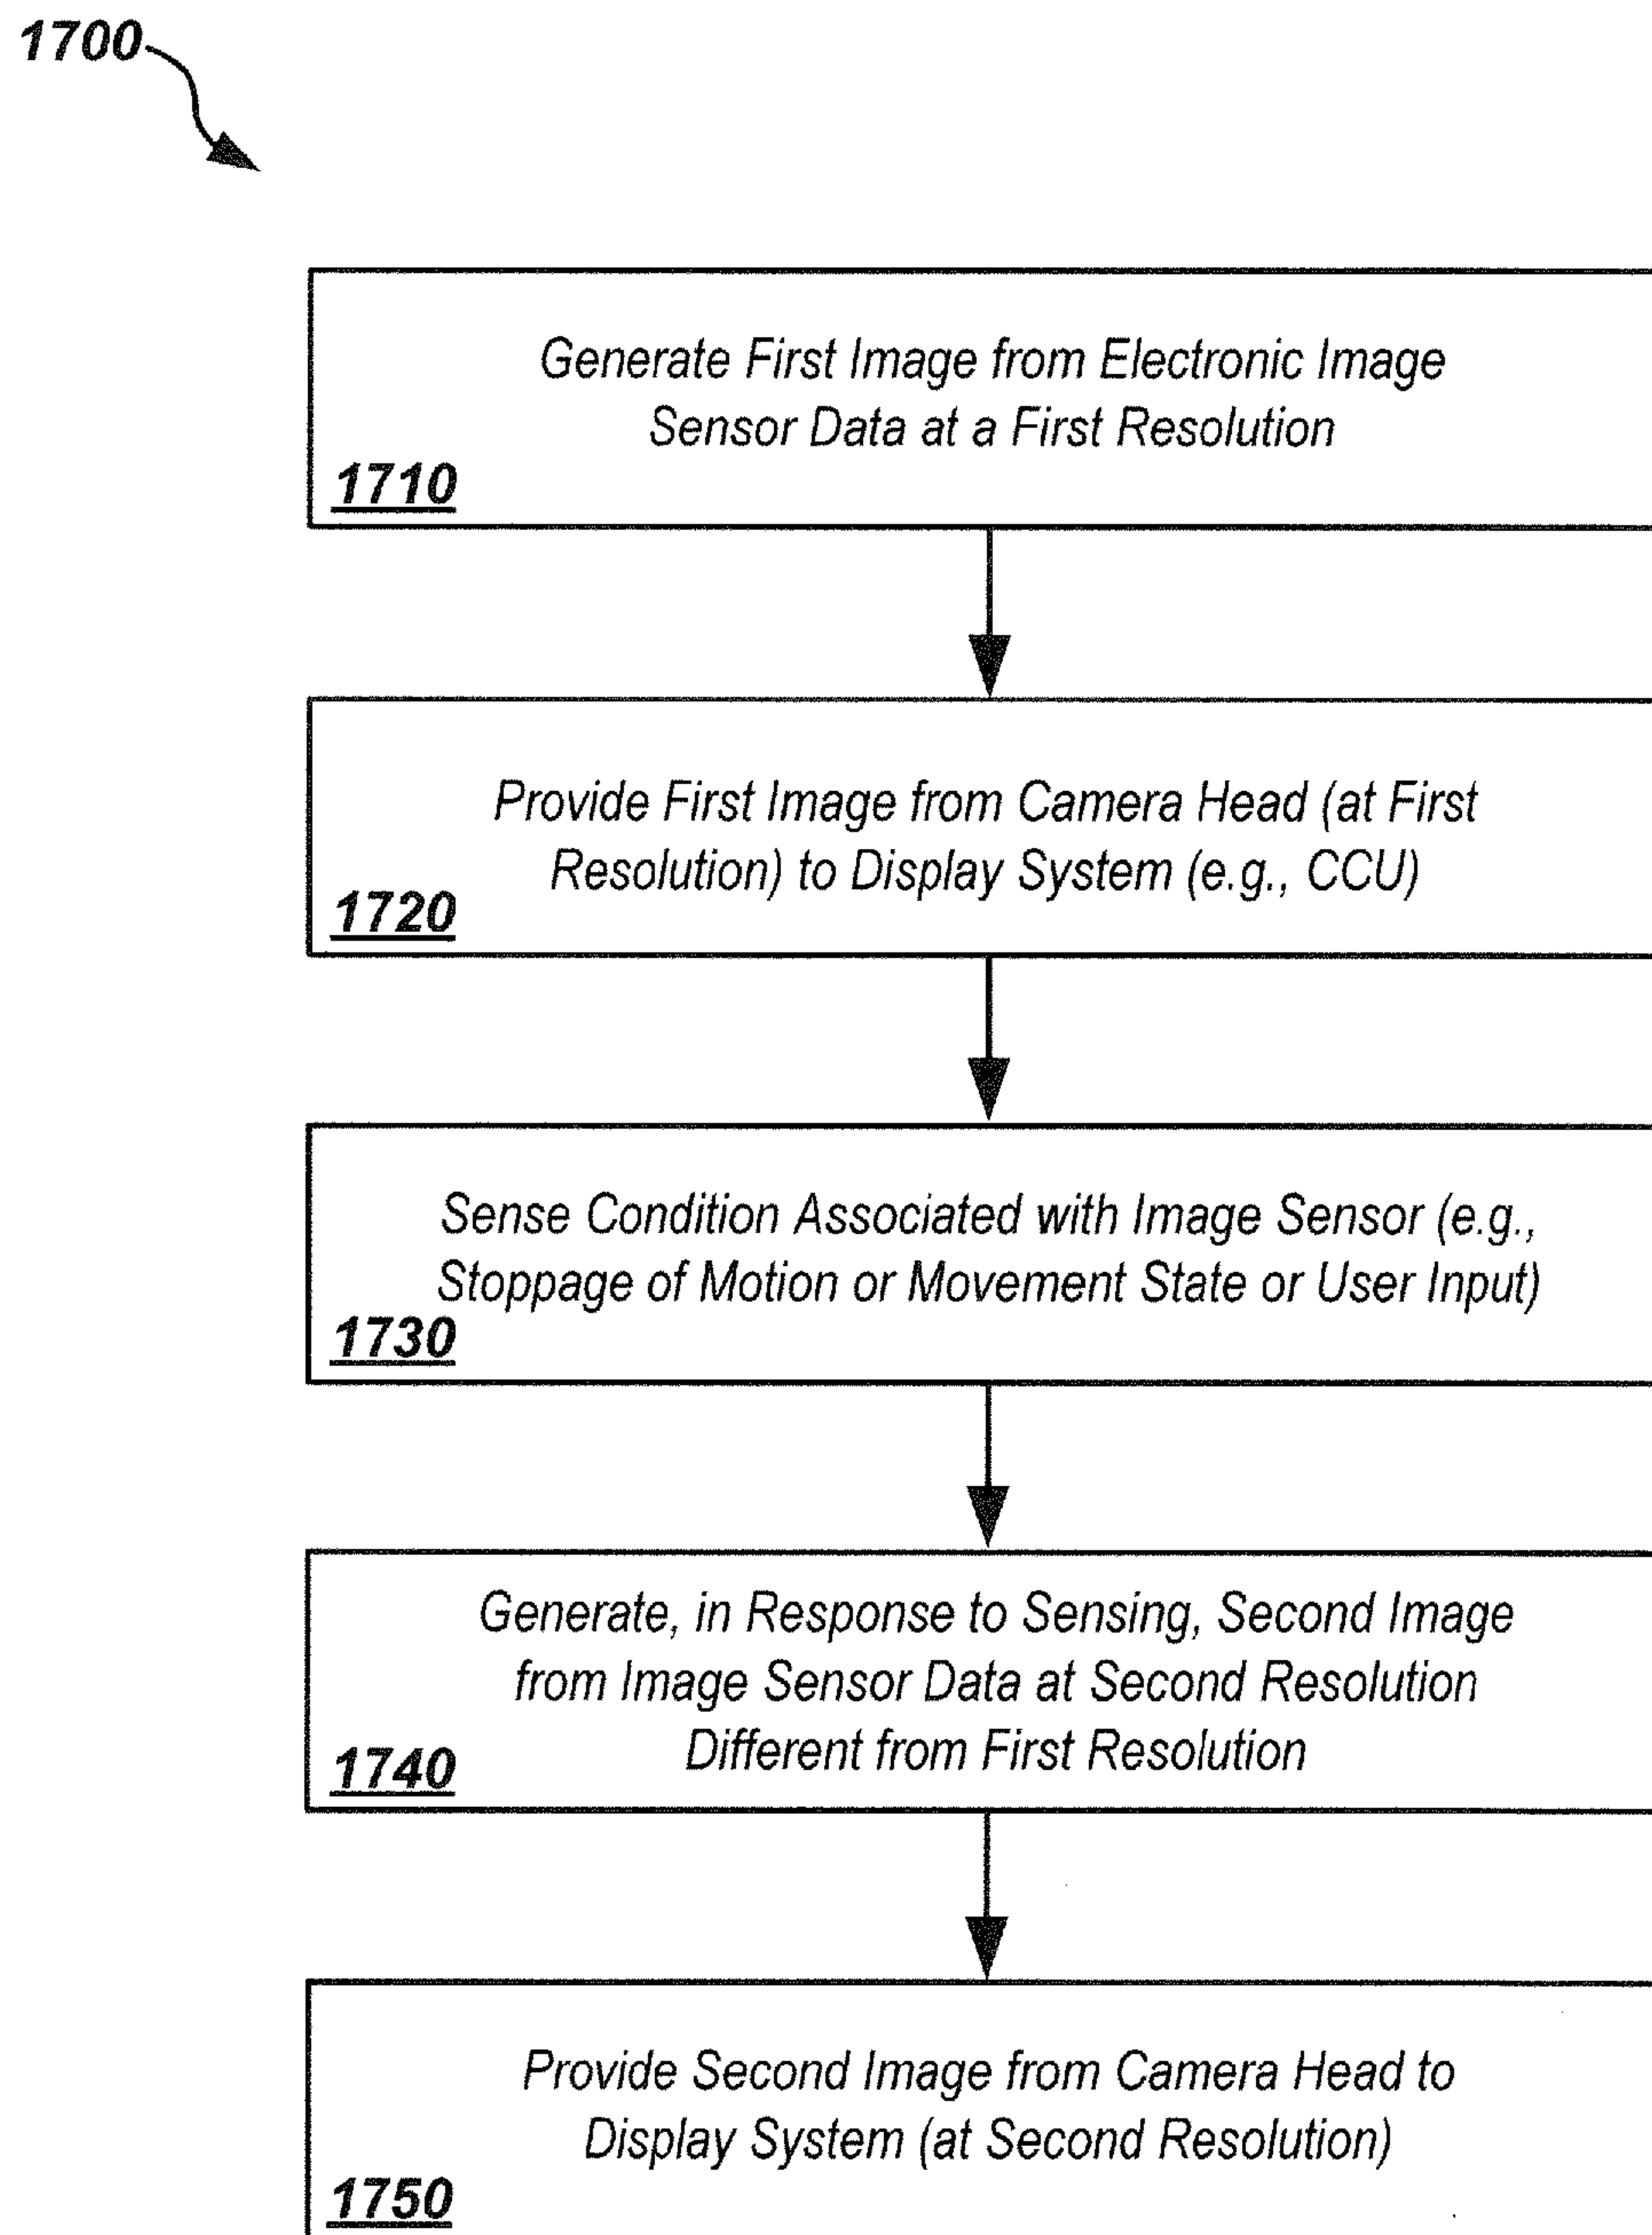 1700
Generate First Image from Electronic Image
Sensor Data at a First Resolution
1710
Provide First Image from Camera Head (at First
Resolution) to Display System (e.g., CCU)
1720
Sense Condition Associated with Image Sensor (e.g.,
Stoppage of Motion or Movement State or User Input)
1730
Generate, in Response to Sensing, Second Image
from Image Sensor Data at Second Resolution
Different from First Resolution
1740
Provide Second Image from Camera Head to
Display System (at Second Resolution)
1750